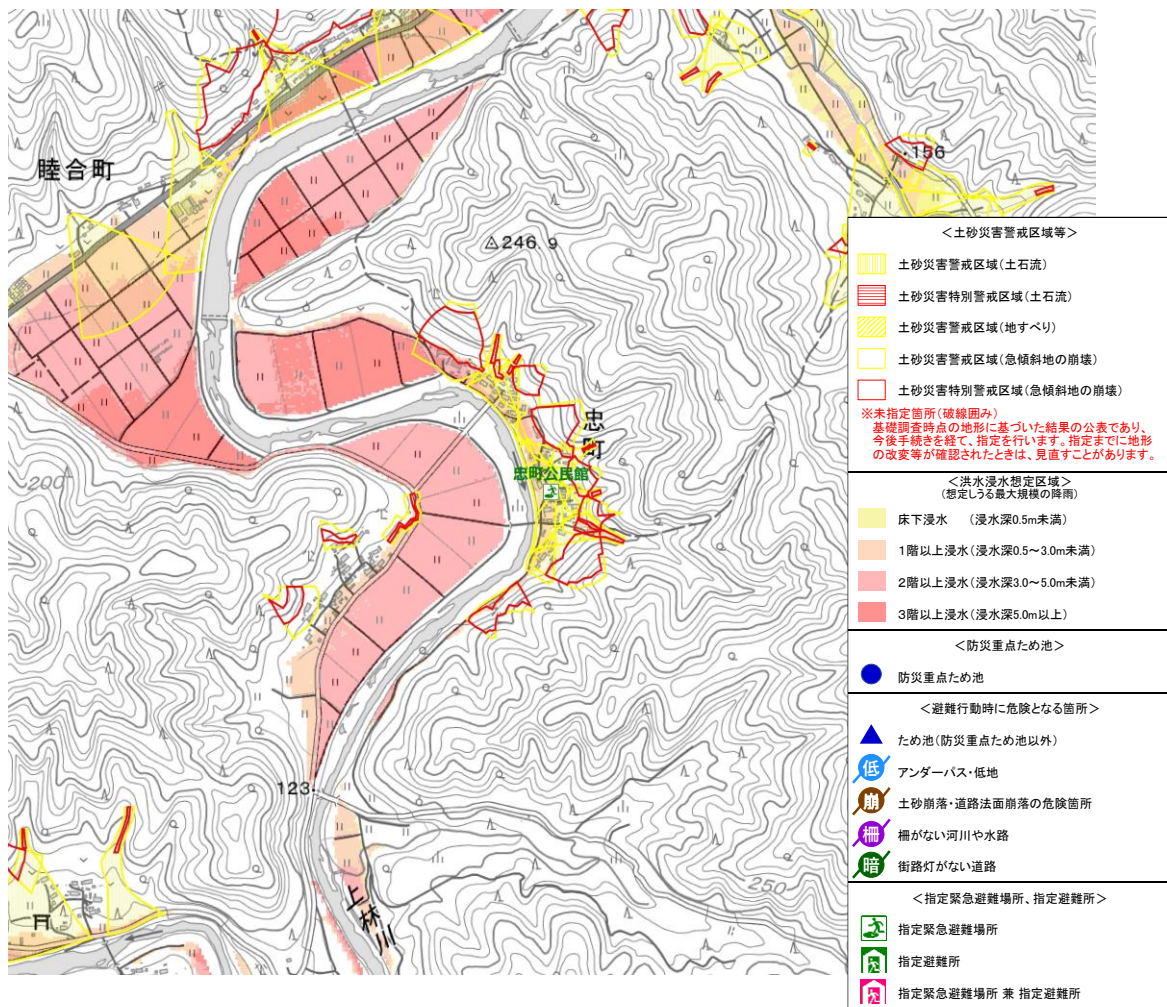 睦合町
156
△246.9
忠町
忠町公民館
200
123
上林川
250
＜土砂災害警戒区域等＞
土砂災害警戒区域（土石流）
土砂災害特別警戒区域（土石流）
土砂災害警戒区域（地すべり）
土砂災害警戒区域（急傾斜地の崩壊）
土砂災害特別警戒区域（急傾斜地の崩壊）
※未指定箇所（破線囲み）
基礎調査時点の地形に基づいた結果の公表であり、
今後手続きを経て、指定を行います。指定までに地形
の改変等が確認されたときは、見直すことがあります。
＜洪水浸水想定区域＞
（想定しうる最大規模の降雨）
床下浸水　（浸水深0.5m未満）
1階以上浸水（浸水深0.5～3.0m未満）
2階以上浸水（浸水深3.0～5.0m未満）
3階以上浸水（浸水深5.0m以上）
＜防災重点ため池＞
防災重点ため池
＜避難行動時に危険となる箇所＞
ため池（防災重点ため池以外）
低 アンダーパス・低地
崩 土砂崩落・道路法面崩落の危険箇所
柵 柵がない河川や水路
暗 街路灯がない道路
＜指定緊急避難場所、指定避難所＞
指定緊急避難場所
指定避難所
指定緊急避難場所 兼 指定避難所